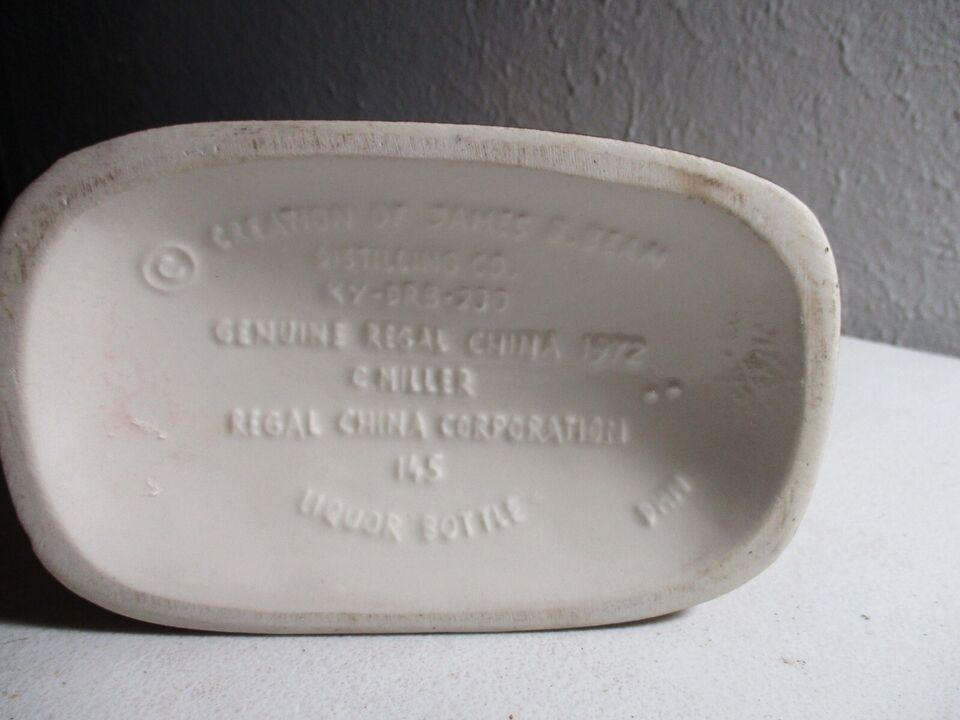 © CREATION OF JAMES B. BEAM
DISTILLING CO.
KY-DRB-230
GENUINE REGAL CHINA 1972
C MILLER
REGAL CHINA CORPORATION
145
LIQUOR BOTTLE